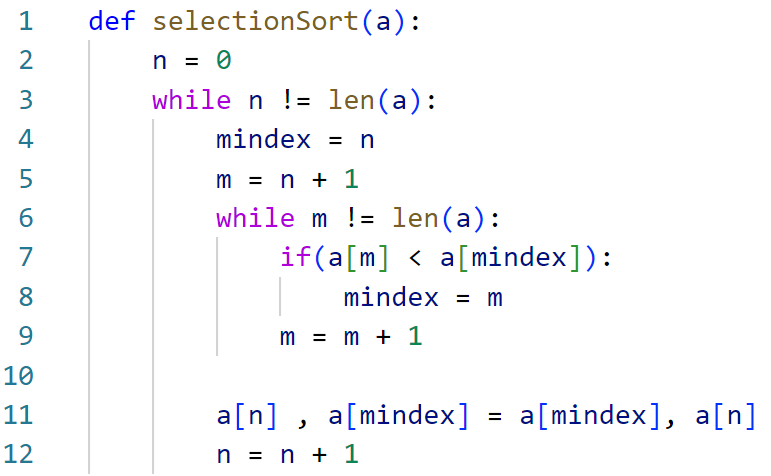 1 def selectionSort(a):
2 n = 0
3 while n != len(a):
4 mindex = n
5 m = n + 1
6 while m != len(a):
7 if(a[m] < a[mindex]):
8 mindex = m
9 m = m + 1
10
11 a[n] , a[mindex] = a[mindex], a[n]
12 n = n + 1